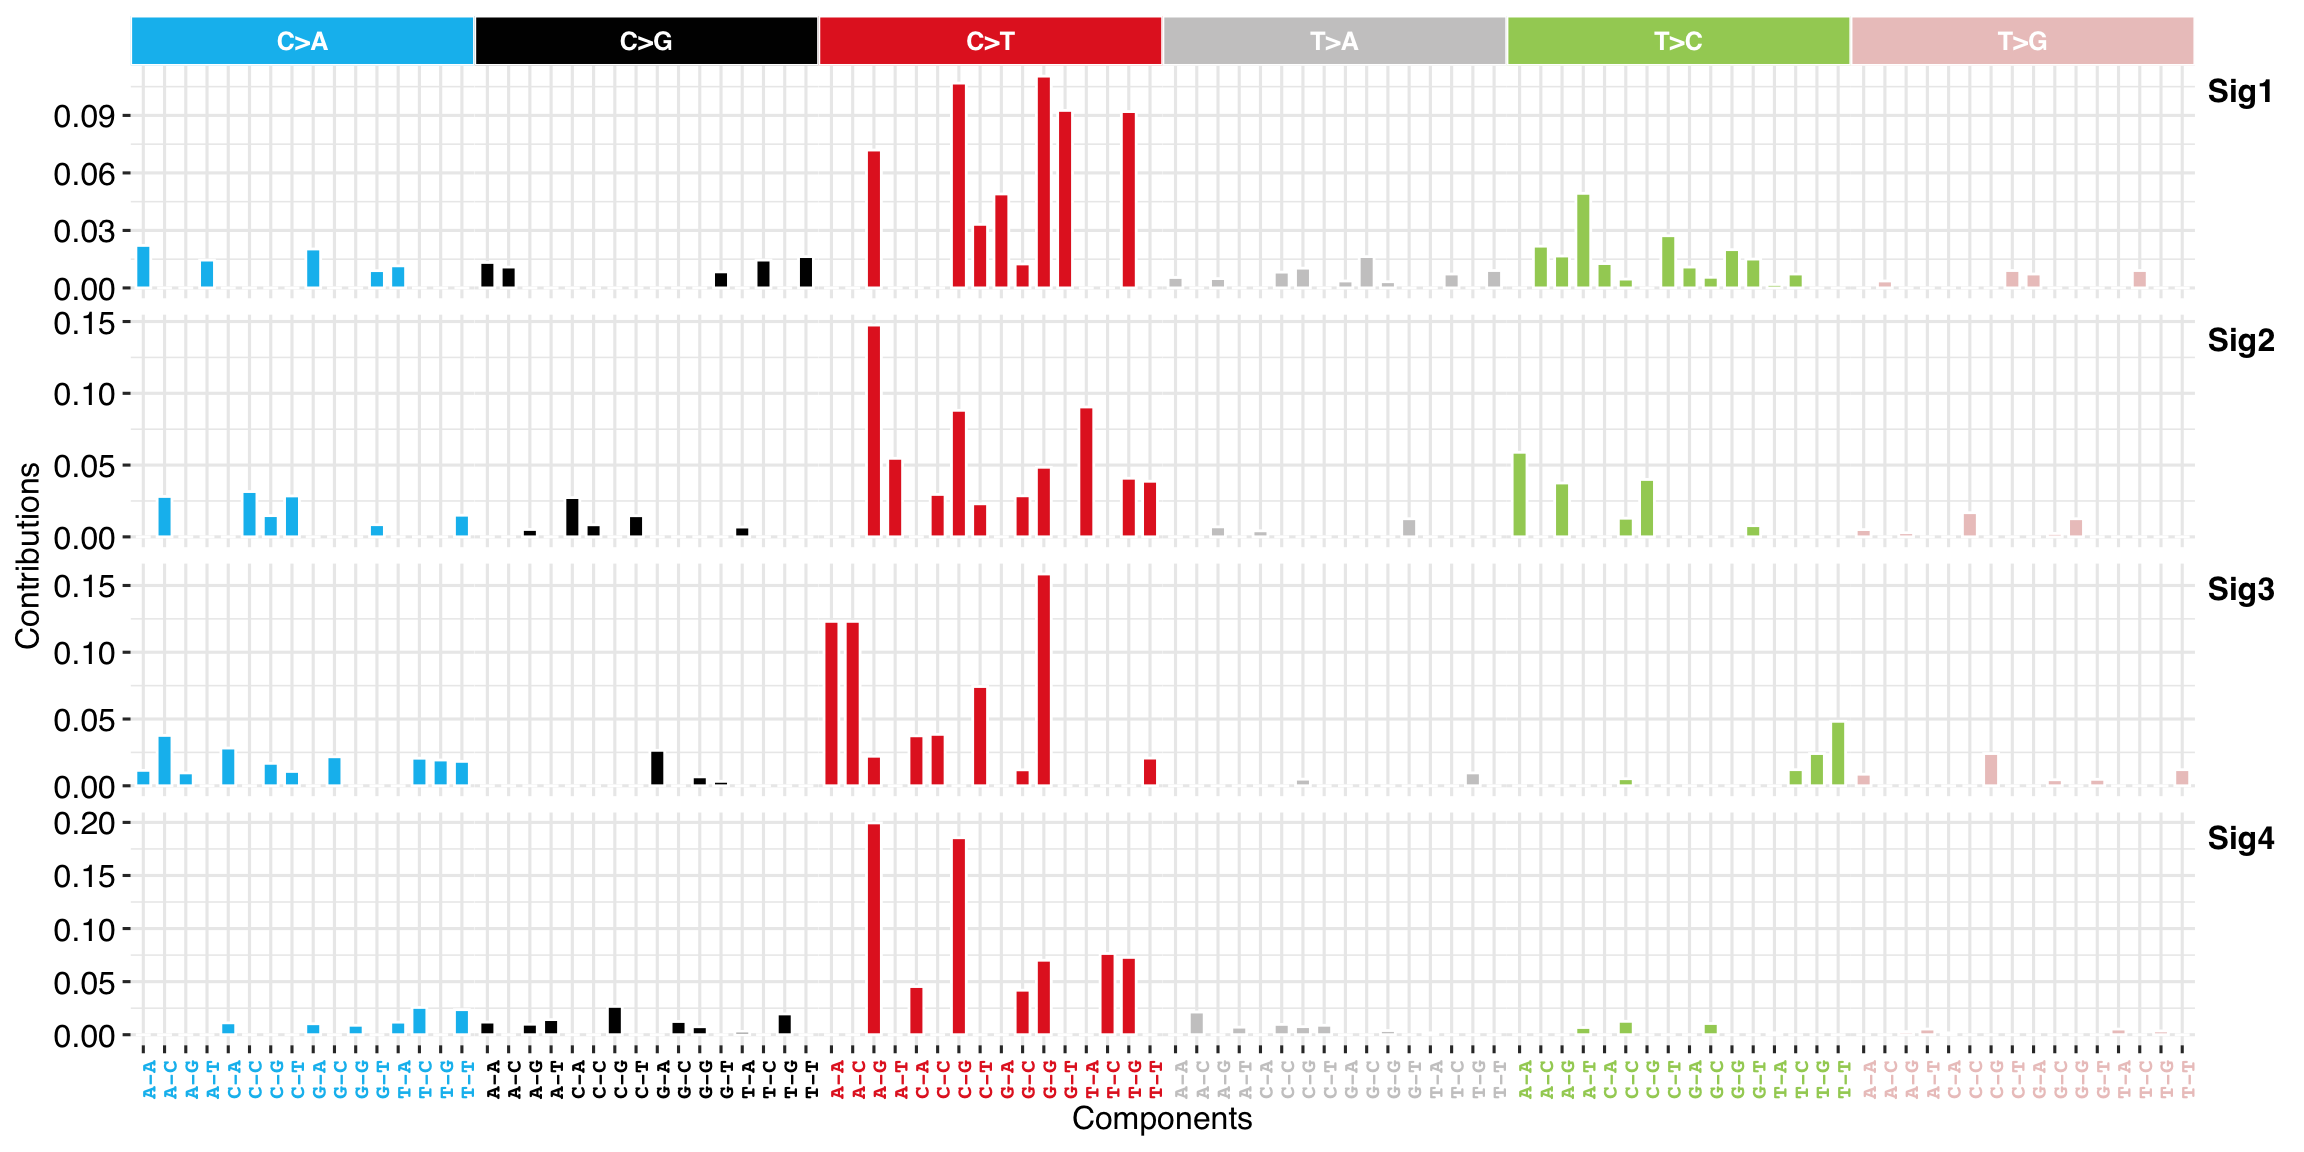 C>A C>G C>T T>A T>C T>G
Sig1
0.09
0.06
0.03
0.00
Sig2
0.15
0.10
0.05
0.00
Sig3
0.15
0.10
0.05
0.00
Sig4
0.20
0.15
0.10
0.05
0.00
Contributions
A-A A-C A-G A-T C-A C-C C-G C-T G-A G-C G-G G-T T-A T-C T-G T-T A-A A-C A-G A-T C-A C-C C-G C-T G-A G-C G-G G-T T-A T-C T-G T-T A-A A-C A-G A-T C-A C-C C-G C-T G-A G-C G-G G-T T-A T-C T-G T-T A-A A-C A-G A-T C-A C-C C-G C-T G-A G-C G-G G-T T-A T-C T-G T-T A-A A-C A-G A-T C-A C-C C-G C-T G-A G-C G-G G-T T-A T-C T-G T-T A-A A-C A-G A-T C-A C-C C-G C-T G-A G-C G-G G-T T-A T-C T-G T-T
Components